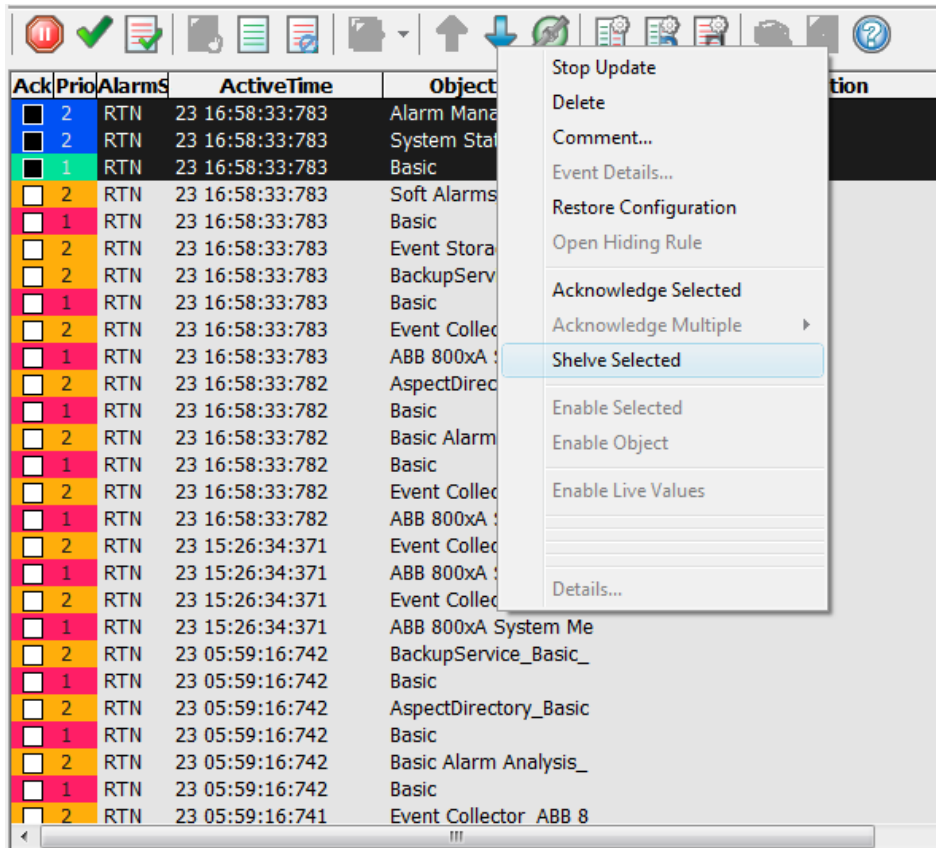 Ack Prio AlarmS ActiveTime Object tion
2 RTN 23 16:58:33:783 Alarm Mana
2 RTN 23 16:58:33:783 System Stat
1 RTN 23 16:58:33:783 Basic
2 RTN 23 16:58:33:783 Soft Alarms
1 RTN 23 16:58:33:783 Basic
2 RTN 23 16:58:33:783 Event Stora
2 RTN 23 16:58:33:783 BackupServ
1 RTN 23 16:58:33:783 Basic
2 RTN 23 16:58:33:783 Event Collec
1 RTN 23 16:58:33:783 ABB 800xA
2 RTN 23 16:58:33:782 AspectDirec
1 RTN 23 16:58:33:782 Basic
2 RTN 23 16:58:33:782 Basic Alarm
1 RTN 23 16:58:33:782 Basic
2 RTN 23 16:58:33:782 Event Collec
1 RTN 23 16:58:33:782 ABB 800xA
2 RTN 23 15:26:34:371 Event Collec
1 RTN 23 15:26:34:371 ABB 800xA
2 RTN 23 15:26:34:371 Event Collec
1 RTN 23 15:26:34:371 ABB 800xA System Me
2 RTN 23 05:59:16:742 BackupService_Basic_
1 RTN 23 05:59:16:742 Basic
2 RTN 23 05:59:16:742 AspectDirectory_Basic
1 RTN 23 05:59:16:742 Basic
2 RTN 23 05:59:16:742 Basic Alarm Analysis_
1 RTN 23 05:59:16:742 Basic
2 RTN 23 05:59:16:741 Event Collector ABB 8
Stop Update
Delete
Comment...
Event Details...
Restore Configuration
Open Hiding Rule
Acknowledge Selected
Acknowledge Multiple
Shelve Selected
Enable Selected
Enable Object
Enable Live Values
Details...